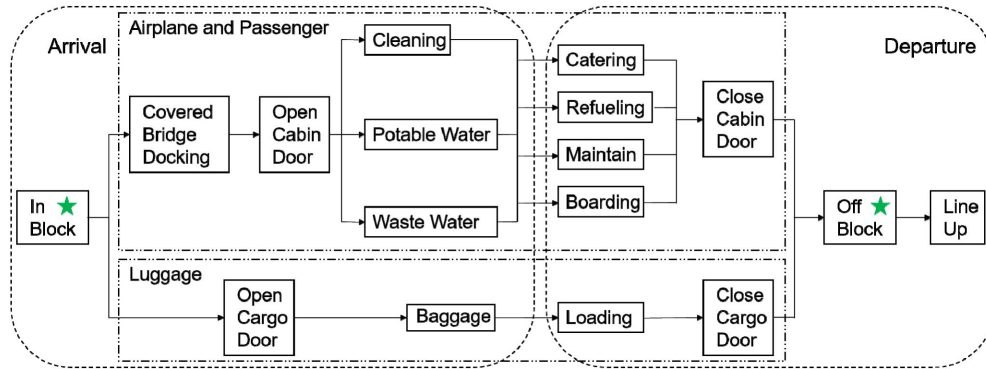 Arrival
Airplane and Passenger
Departure
Cleaning
Catering
Covered
Bridge
Docking
Open
Cabin
Door
Potable Water
Refueling
Maintain
Close
Cabin
Door
Waste Water
Boarding
In
Block
Off
Block
Line
Up
Luggage
Open
Cargo
Door
Baggage
Loading
Close
Cargo
Door